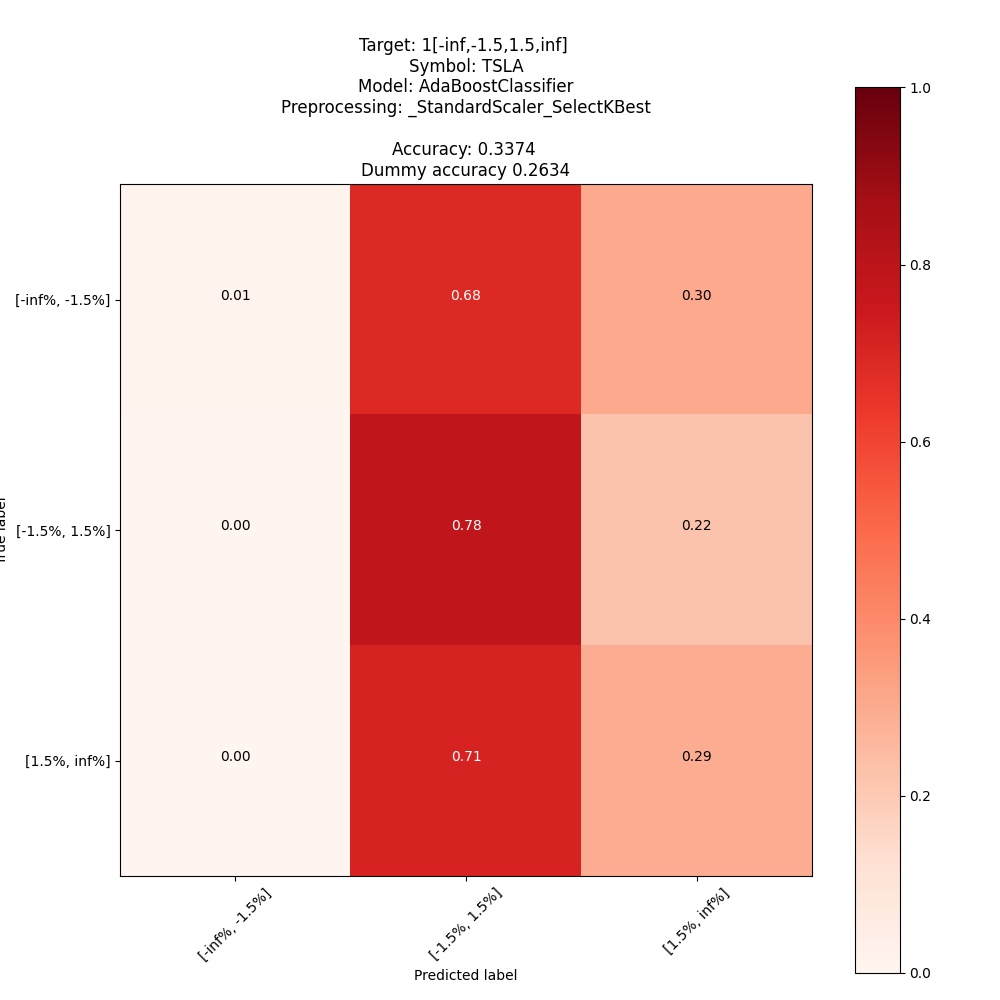 Target: 1[-inf,-1.5,1.5,inf]
Symbol: TSLA
Model: AdaBoostClassifier
Preprocessing: _StandardScaler_SelectKBest
Accuracy: 0.3374
Dummy accuracy 0.2634
1.0
0.8
0.6
0.4
0.2
0.0
[-inf%, -1.5%]
0.01
0.68
0.30
[-1.5%, 1.5%]
0.00
0.78
0.22
[1.5%, inf%]
0.00
0.71
0.29
[-inf%, -1.5%]
[-1.5%, 1.5%]
[1.5%, inf%]
Predicted label